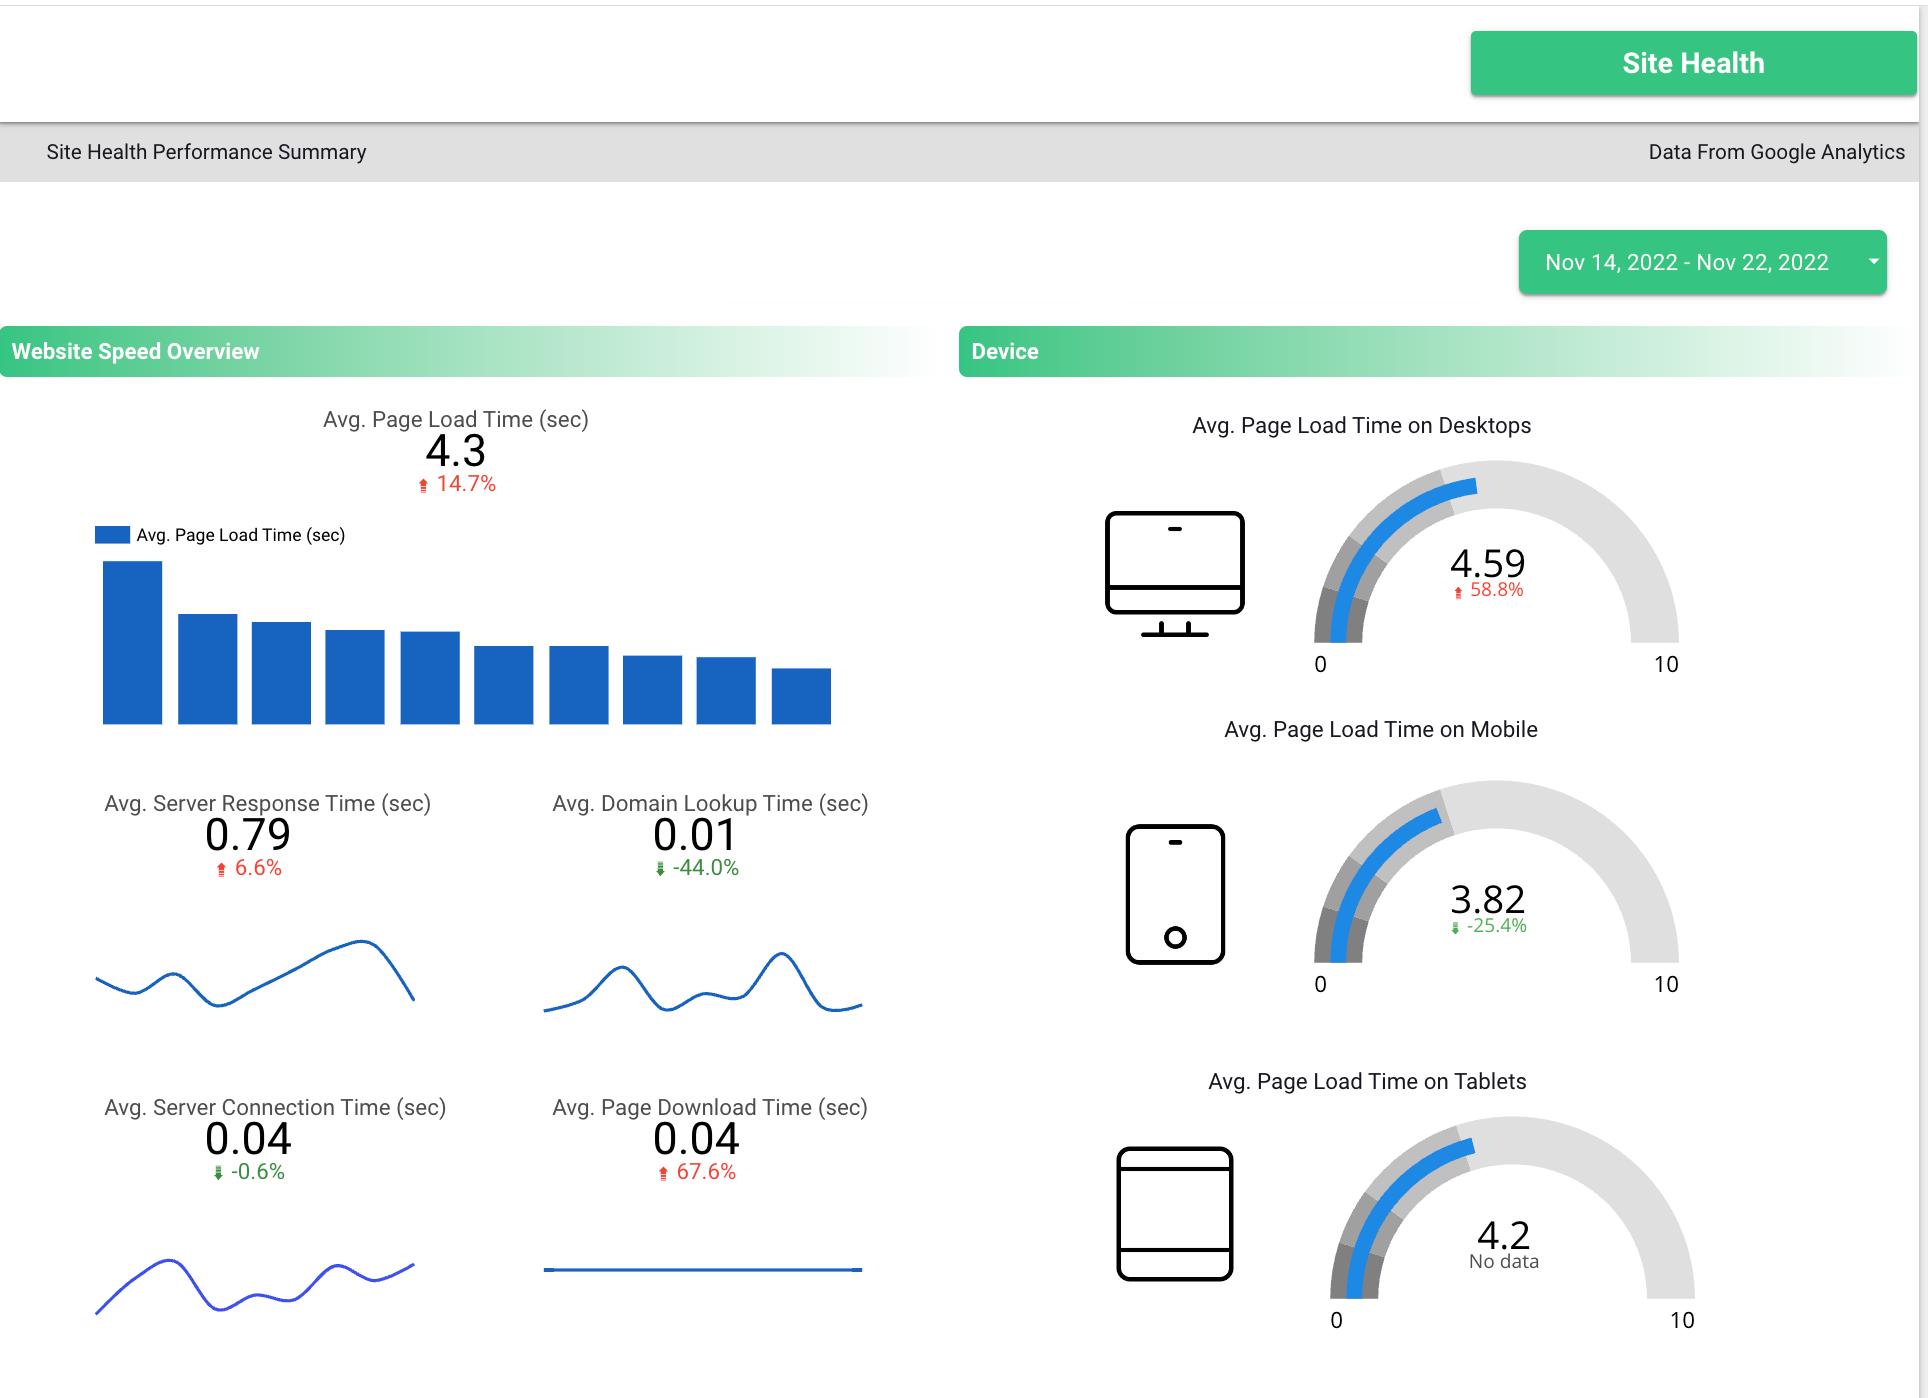 Site Health
Site Health Performance Summary
Data From Google Analytics
Nov 14, 2022 - Nov 22, 2022
Website Speed Overview
Avg. Page Load Time (sec)
4.3
14.7%
Avg. Page Load Time (sec)
Avg. Server Response Time (sec)
0.79
6.6%
Avg. Domain Lookup Time (sec)
0.01
-44.0%
Avg. Server Connection Time (sec)
0.04
-0.6%
Avg. Page Download Time (sec)
0.04
67.6%
Device
Avg. Page Load Time on Desktops
4.59
58.8%
0
10
Avg. Page Load Time on Mobile
3.82
-25.4%
0
10
Avg. Page Load Time on Tablets
4.2
No data
0
10